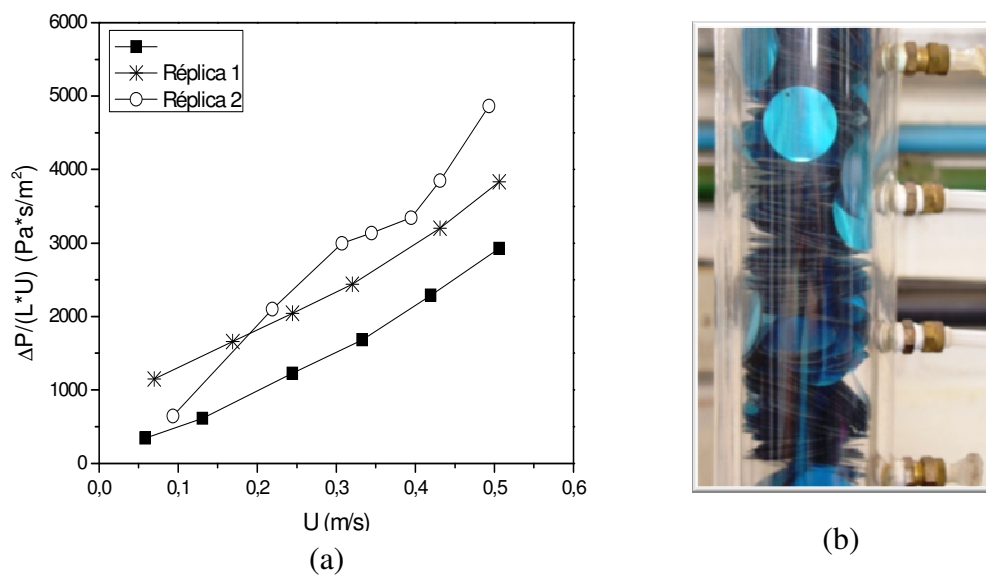 6000
5000
4000
3000
2000
1000
0
ΔP/(L*U) (Pa*s/m²)
Réplica 1
Réplica 2
0,0 0,1 0,2 0,3 0,4 0,5 0,6
U (m/s)
(a)
(b)